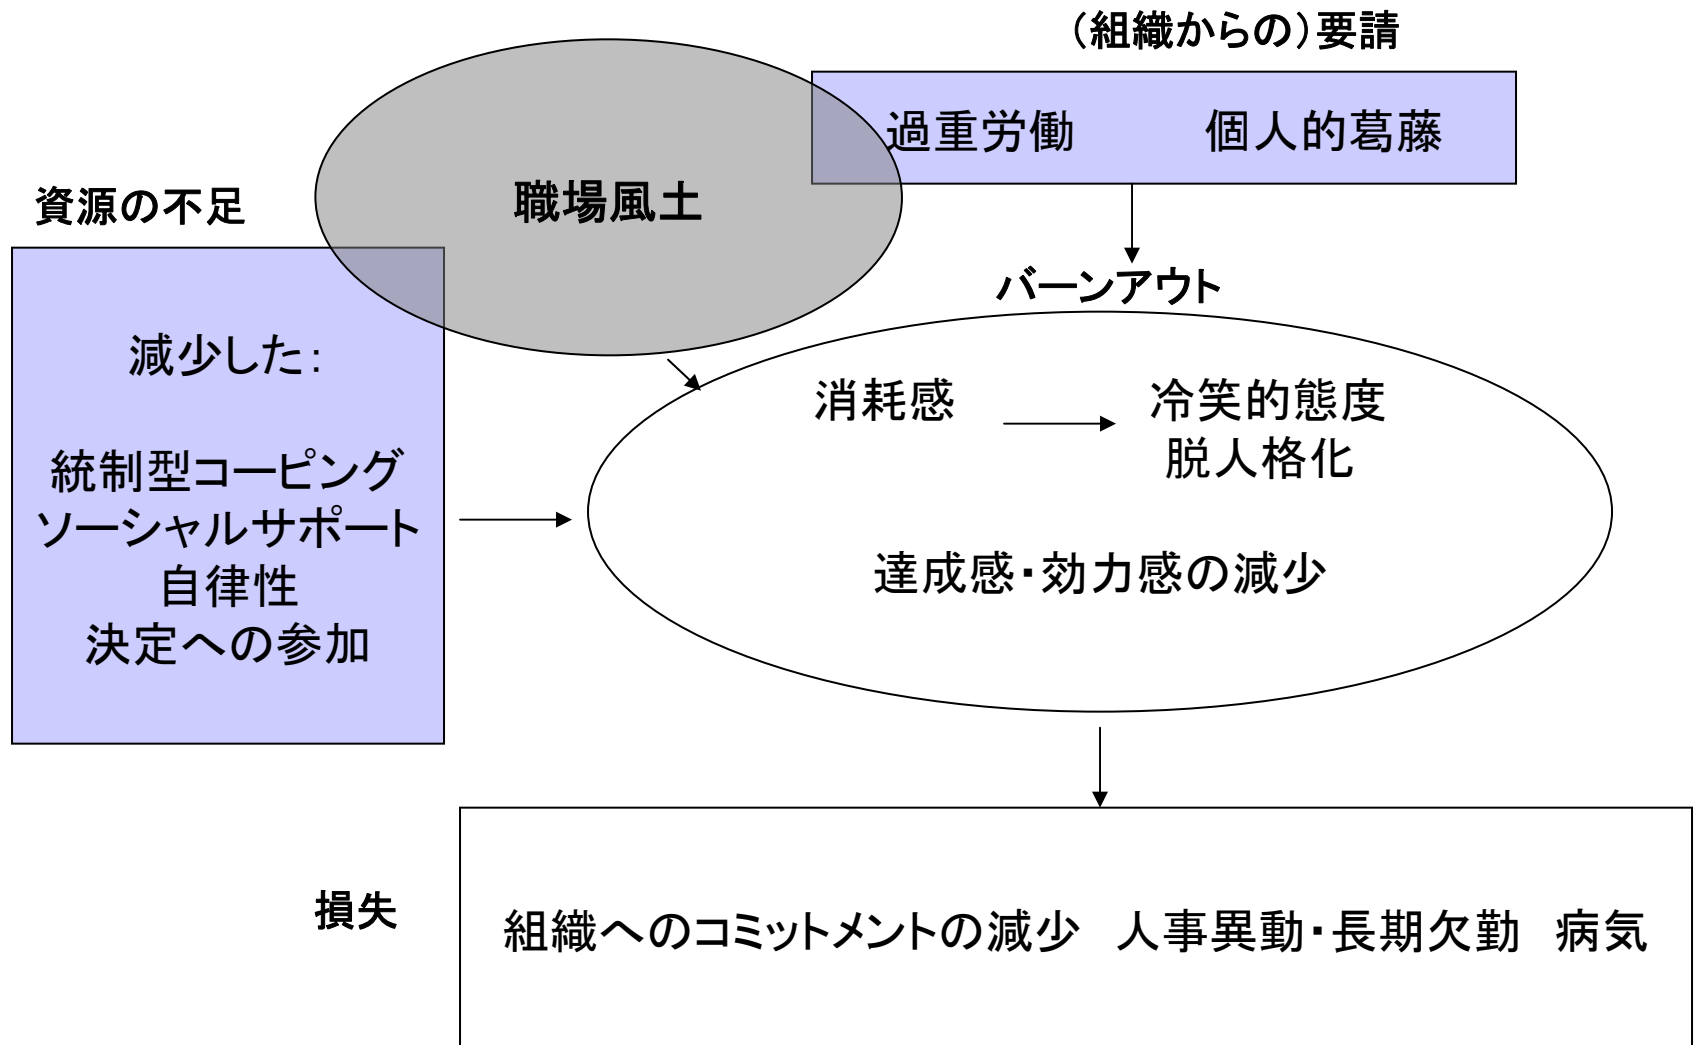 （組織からの）要請
過重労働　個人的葛藤
職場風土
資源の不足
減少した：
統制型コーピング
ソーシャルサポート
自律性
決定への参加
バーンアウト
消耗感
冷笑的態度
脱人格化
達成感・効力感の減少
損失
組織へのコミットメントの減少　人事異動・長期欠勤　病気